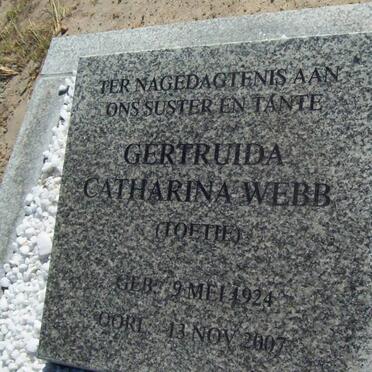 TER NAGEDAGTENIS AAN
ONS SUSTER EN TANTE
GERTRUIDA
CATHARINA WEBB
(TOETIE)
GEB: 9 MEI 1924
OORL: 13 NOV 2007